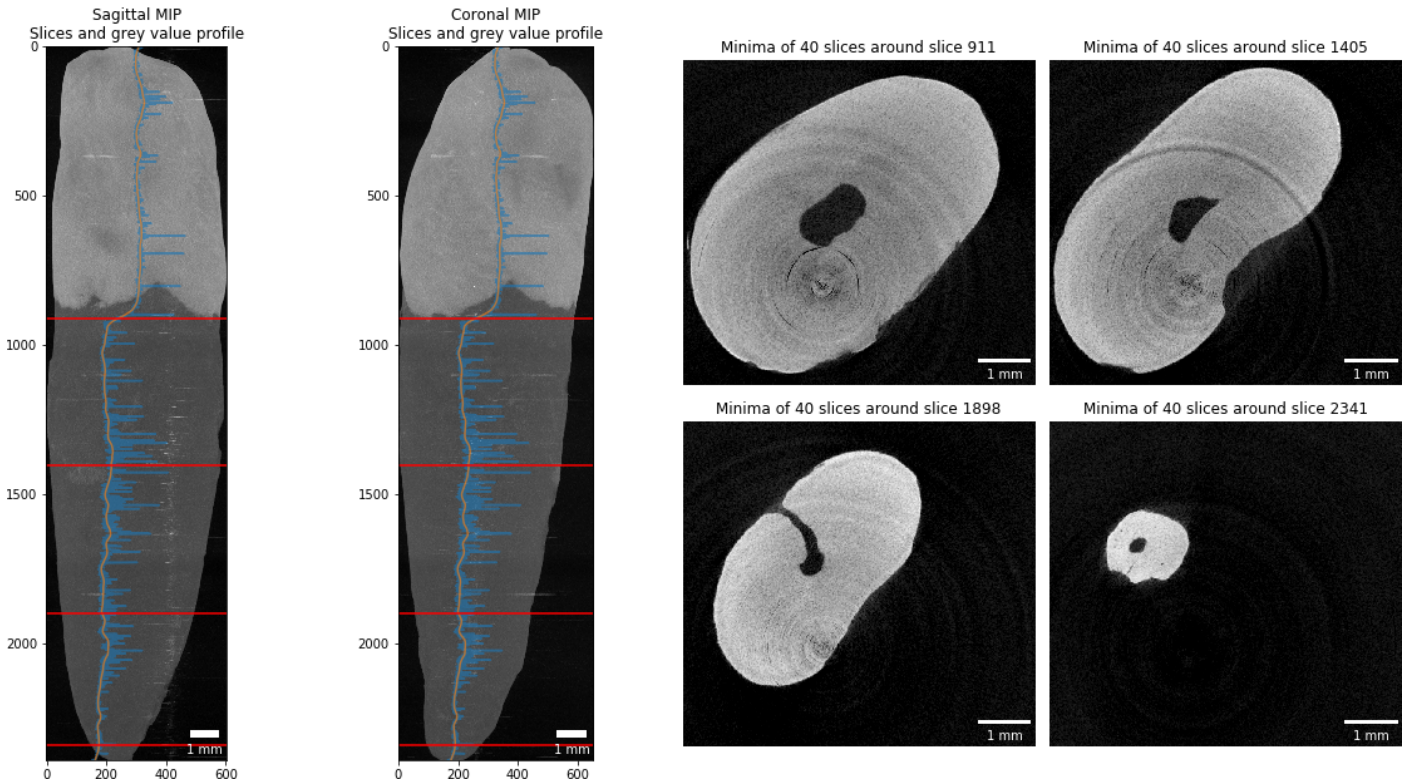 Sagittal MIP
Slices and grey value profile
0
500
1000
1500
2000
0 200 400 600
1 mm
Coronal MIP
Slices and grey value profile
0
500
1000
1500
2000
0 200 400 600
1 mm
Minima of 40 slices around slice 911
1 mm
Minima of 40 slices around slice 1405
1 mm
Minima of 40 slices around slice 1898
1 mm
Minima of 40 slices around slice 2341
1 mm